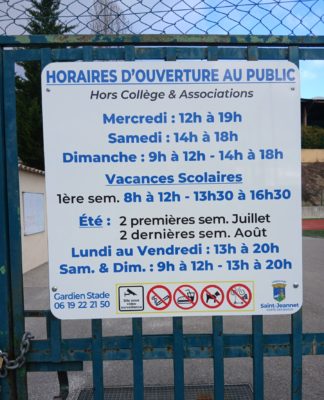 HORAIRES D'OUVERTURE AU PUBLIC
Hors Collège & Associations
Mercredi : 12h à 19h
Samedi : 14h à 18h
Dimanche : 9h à 12h - 14h à 18h
Vacances Scolaires
1ère sem. 8h à 12h - 13h30 à 16h30
Été : 2 premières sem. Juillet
2 dernières sem. Août
Lundi au Vendredi : 13h à 20h
Sam. & Dim. : 9h à 12h - 13h à 20h
Gardien Stade
06 19 22 21 50
Saint-Jeannet